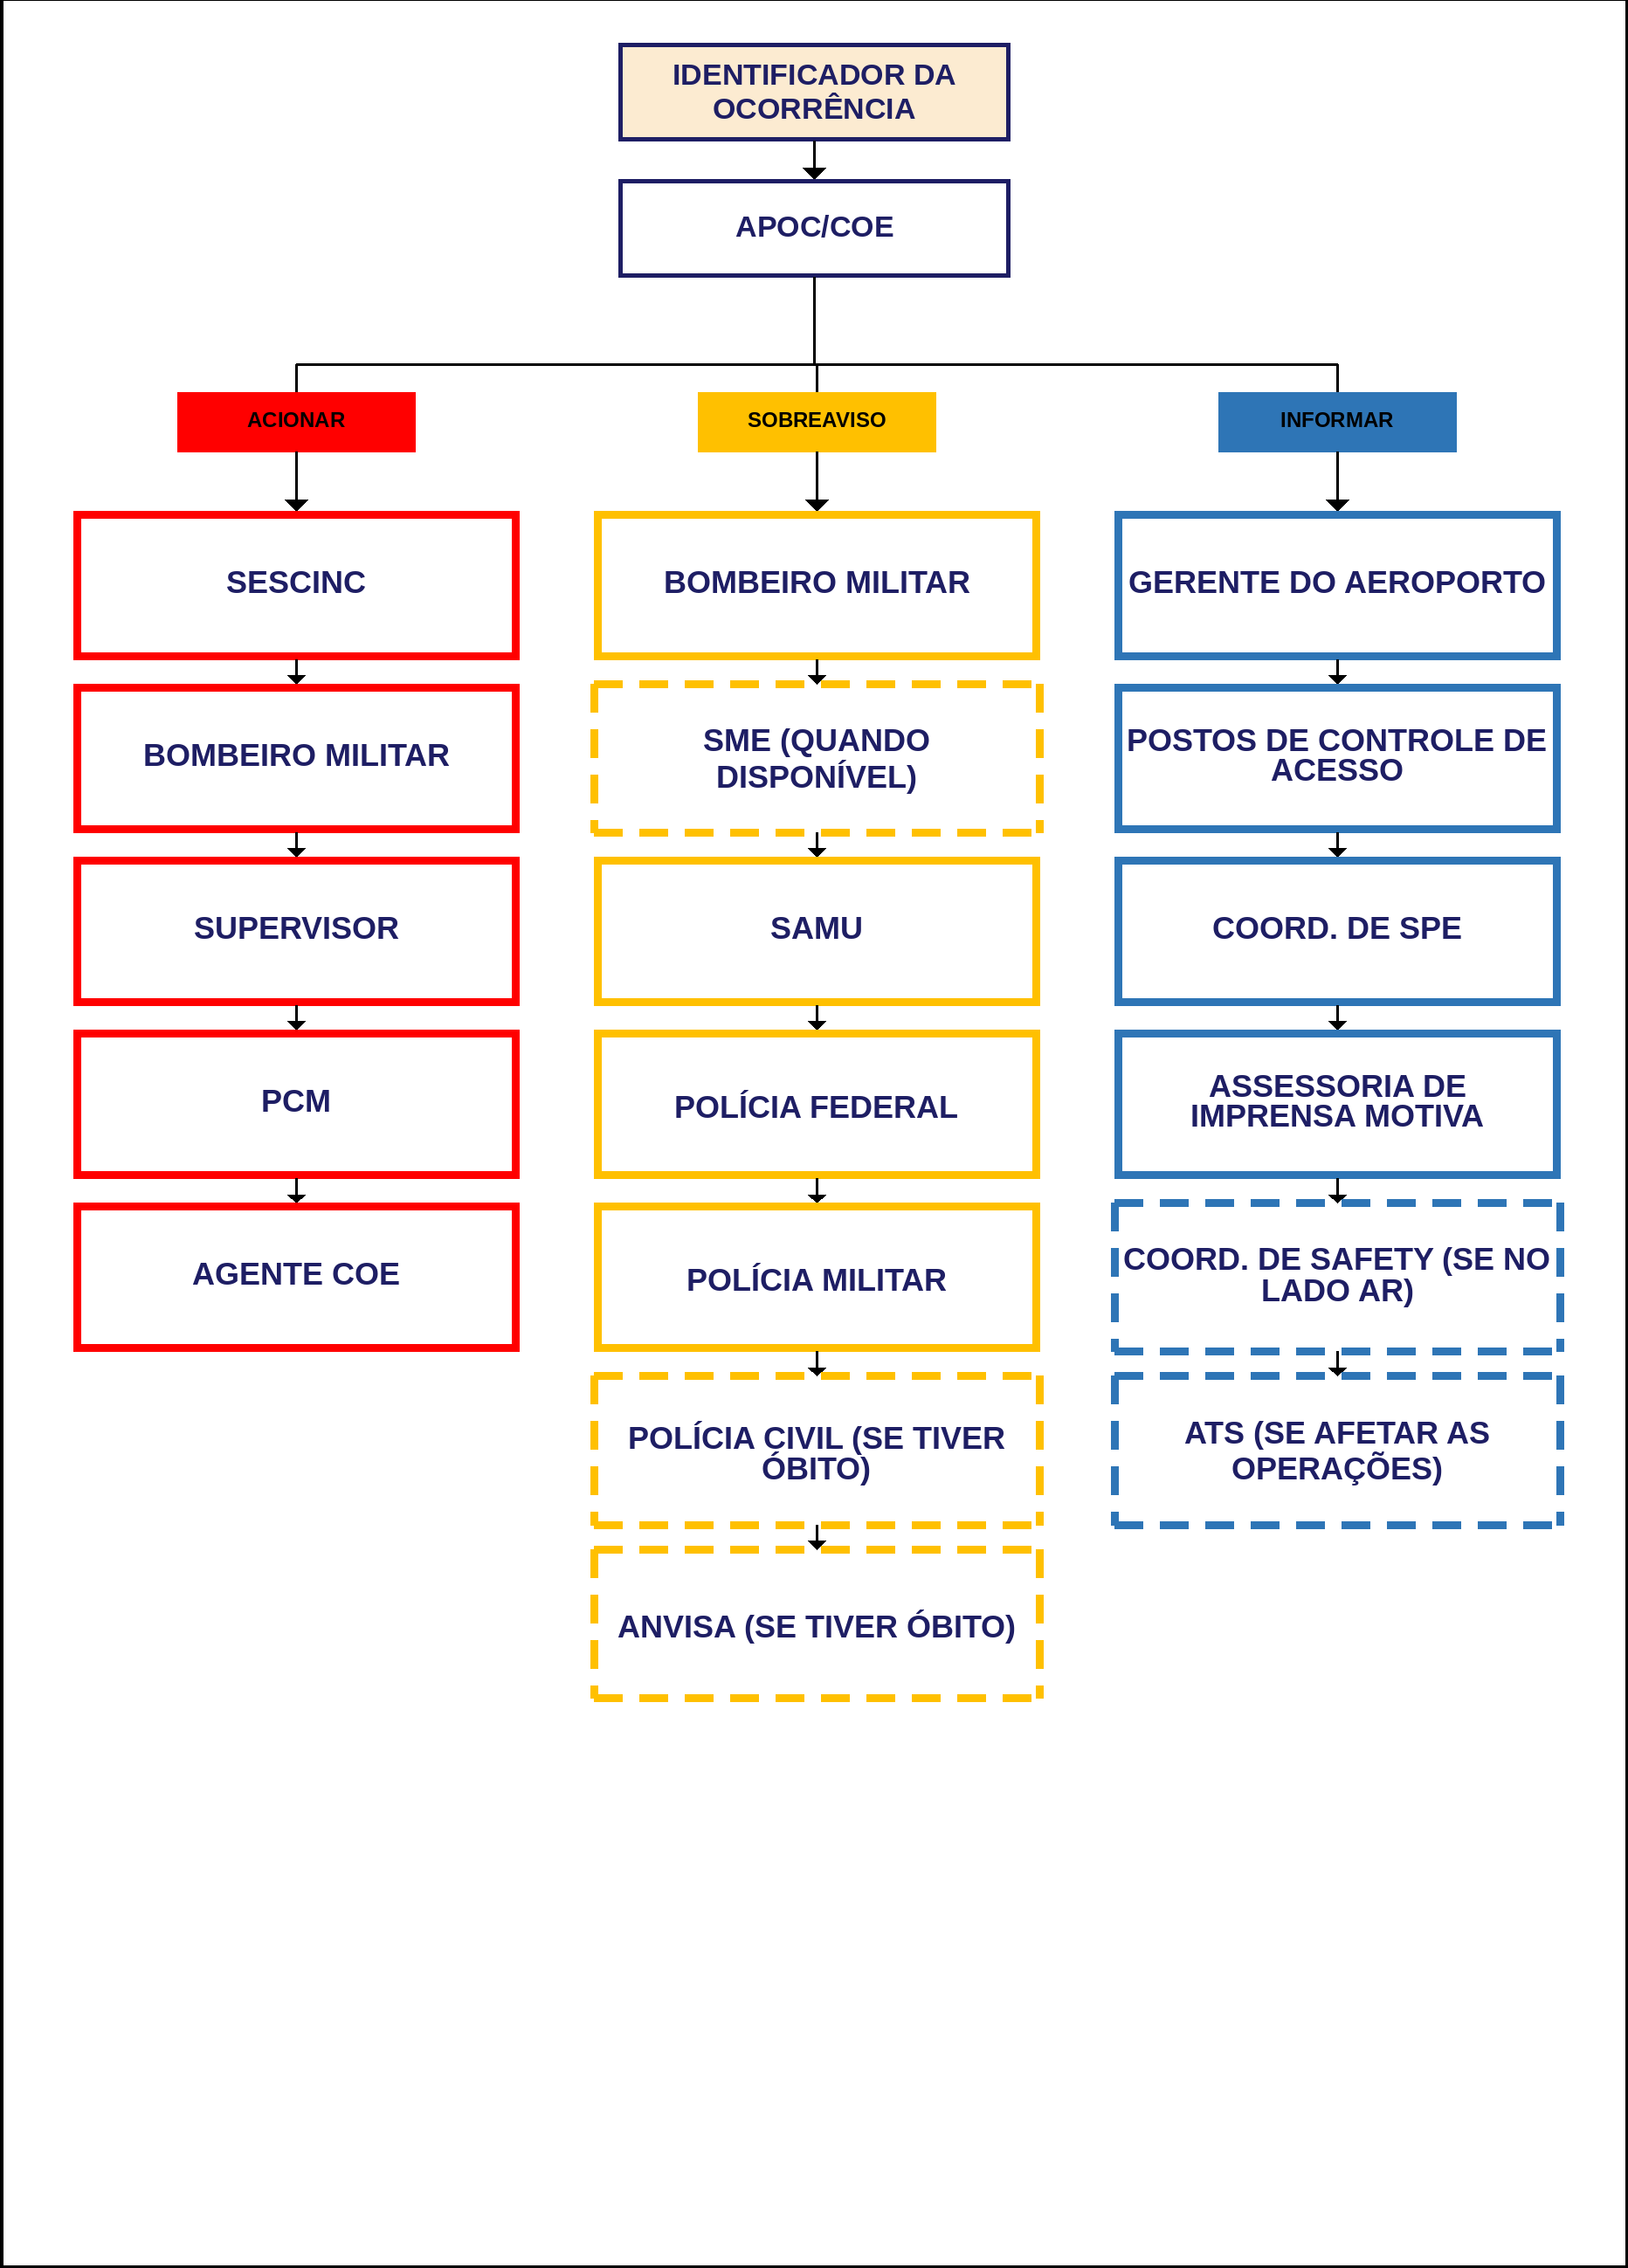 IDENTIFICADOR DA
OCORRÊNCIA
APOC/COE
ACIONAR
SOBREAVISO
INFORMAR
SESCINC
BOMBEIRO MILITAR
SUPERVISOR
PCM
AGENTE COE
BOMBEIRO MILITAR
SME (QUANDO
DISPONÍVEL)
SAMU
POLÍCIA FEDERAL
POLÍCIA MILITAR
POLÍCIA CIVIL (SE TIVER
ÓBITO)
ANVISA (SE TIVER ÓBITO)
GERENTE DO AEROPORTO
POSTOS DE CONTROLE DE
ACESSO
COORD. DE SPE
ASSESSORIA DE
IMPRENSA MOTIVA
COORD. DE SAFETY (SE NO
LADO AR)
ATS (SE AFETAR AS
OPERAÇÕES)